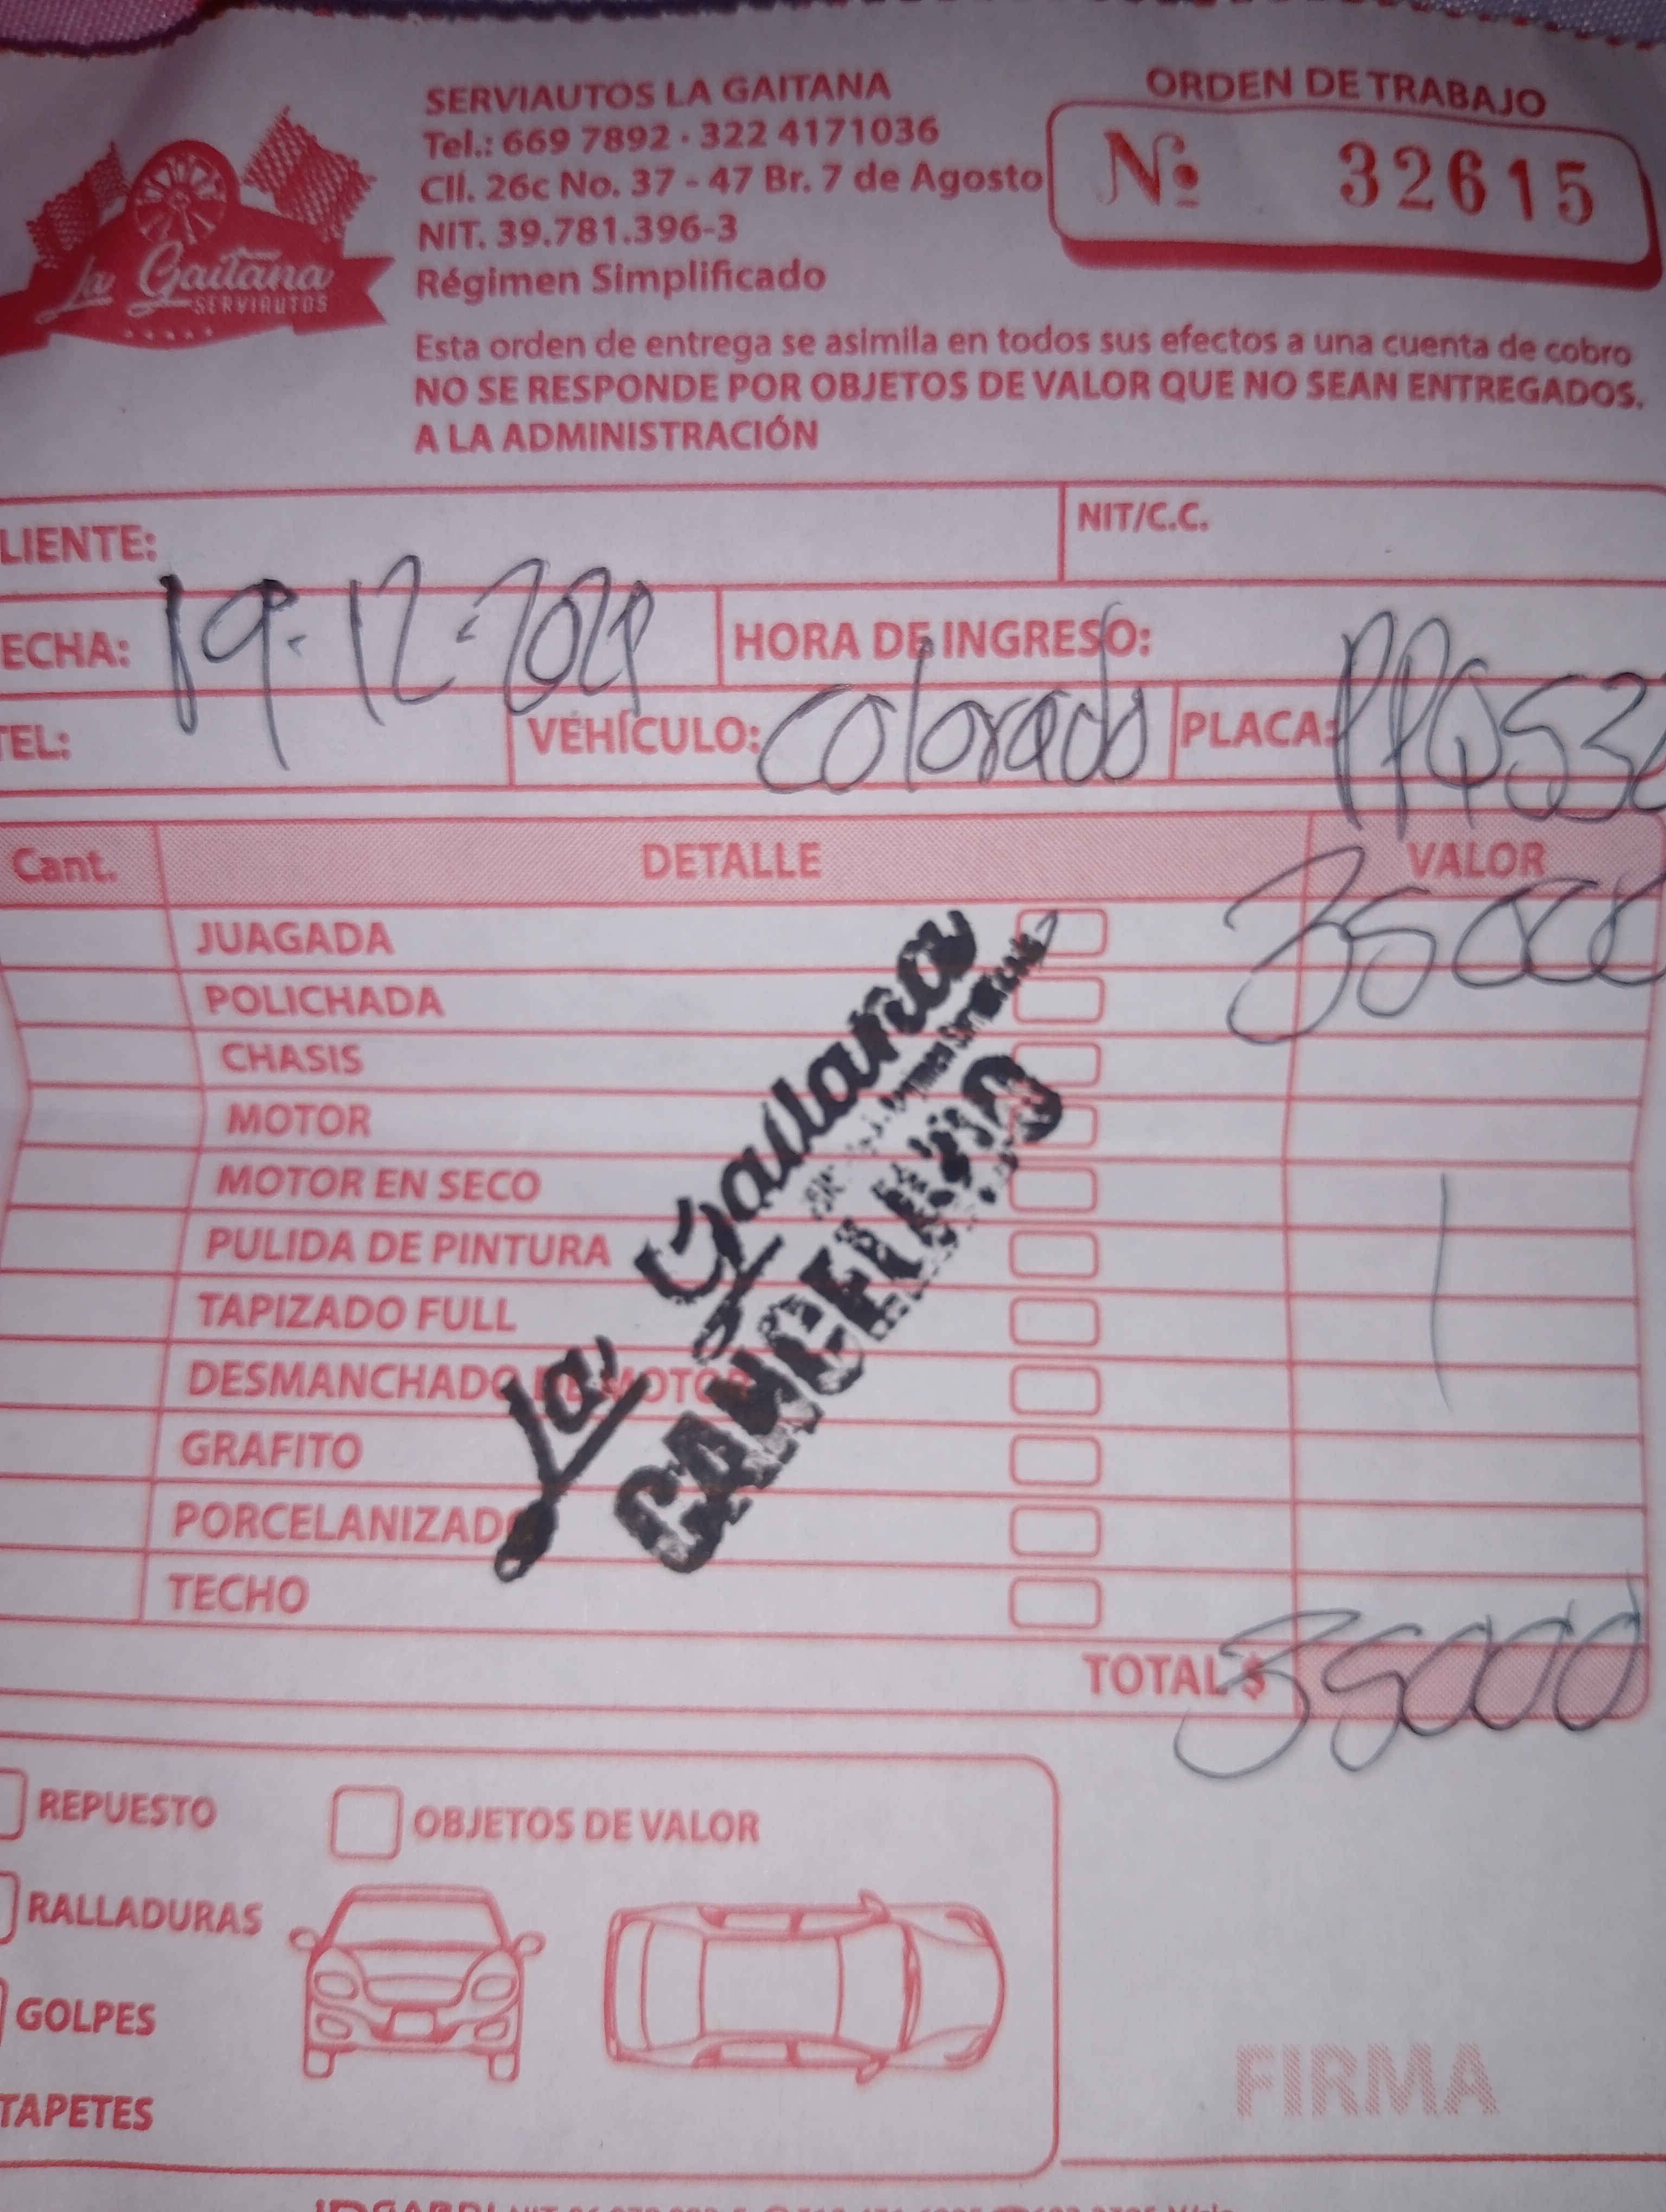 SERVIAUTOS LA GAITANA
Tel.: 669 7892 · 322 4171036
Cll. 26c No. 37 - 47 Br. 7 de Agosto
NIT. 39.781.396-3
Régimen Simplificado
ORDEN DE TRABAJO
Nº 32615
La Gaitana
SERVIAUTOS
Esta orden de entrega se asimila en todos sus efectos a una cuenta de cobro
NO SE RESPONDE POR OBJETOS DE VALOR QUE NO SEAN ENTREGADOS.
A LA ADMINISTRACIÓN
LIENTE: NIT/C.C.
ECHA: 19-12-202 HORA DE INGRESO:
TEL: VEHÍCULO: Colorado PLACA: PPQ53
Cant. DETALLE VALOR
JUAGADA 35000
POLICHADA
CHASIS
MOTOR
MOTOR EN SECO
PULIDA DE PINTURA
TAPIZADO FULL
DESMANCHADO DE MOTOR
GRAFITO
PORCELANIZADO
TECHO
La Gaitana
CANCELADO
TOTAL $ 35000
REPUESTO OBJETOS DE VALOR
RALLADURAS
GOLPES
TAPETES
FIRMA